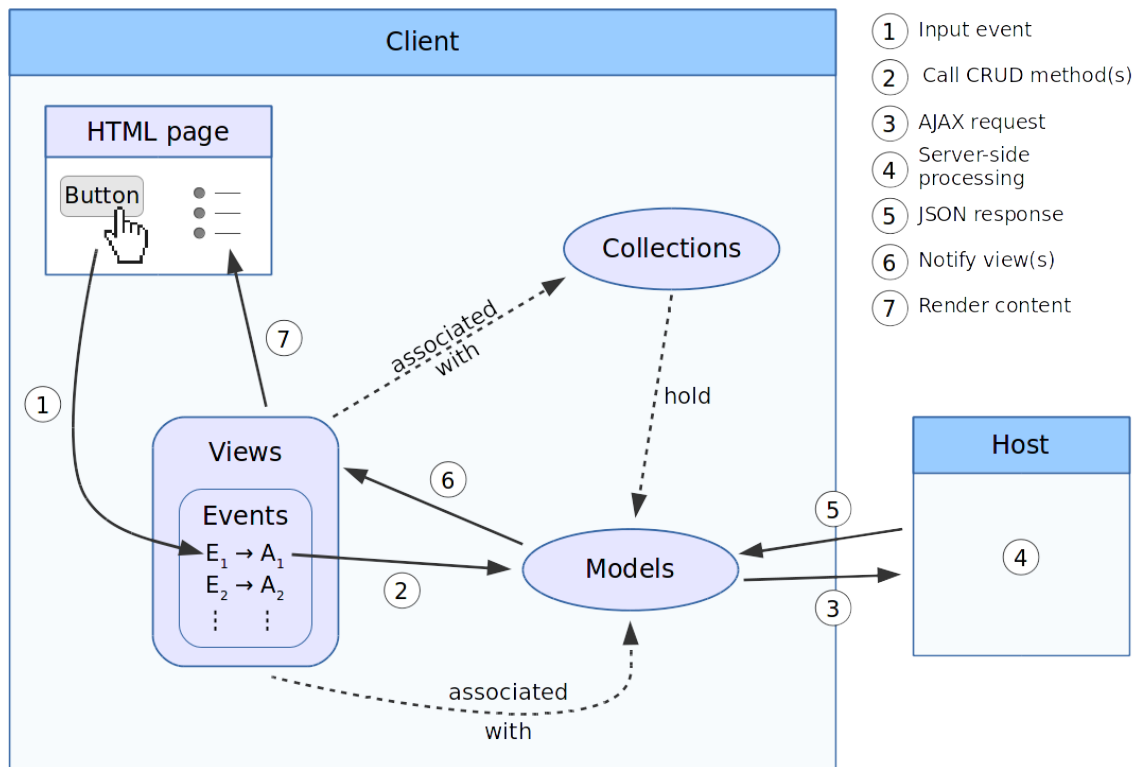 Client
HTML page
Button
Collections
associated
with
hold
Views
Events
E1 → A1
E2 → A2
⋮ ⋮
Models
associated
with
Host
1
2
3
4
5
6
7
1 Input event
2 Call CRUD method(s)
3 AJAX request
4 Server-side
processing
5 JSON response
6 Notify view(s)
7 Render content